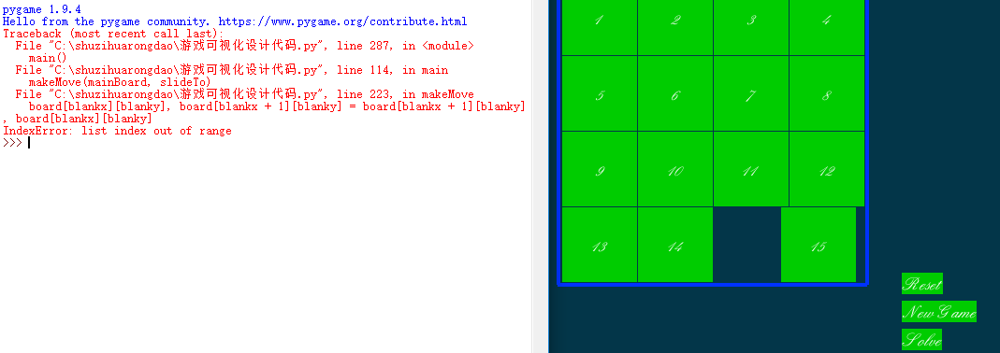 pygame 1.9.4
Hello from the pygame community. https://www.pygame.org/contribute.html
Traceback (most recent call last):
  File "C:\shuzihuarongdao\游戏可视化设计代码.py", line 287, in <module>
    main()
  File "C:\shuzihuarongdao\游戏可视化设计代码.py", line 114, in main
    makeMove(mainBoard, slideTo)
  File "C:\shuzihuarongdao\游戏可视化设计代码.py", line 223, in makeMove
    board[blankx][blanky], board[blankx + 1][blanky] = board[blankx + 1][blanky]
, board[blankx][blanky]
IndexError: list index out of range
>>>
1 2 3 4
5 6 7 8
9 10 11 12
13 14 15
Reset
New Game
Solve